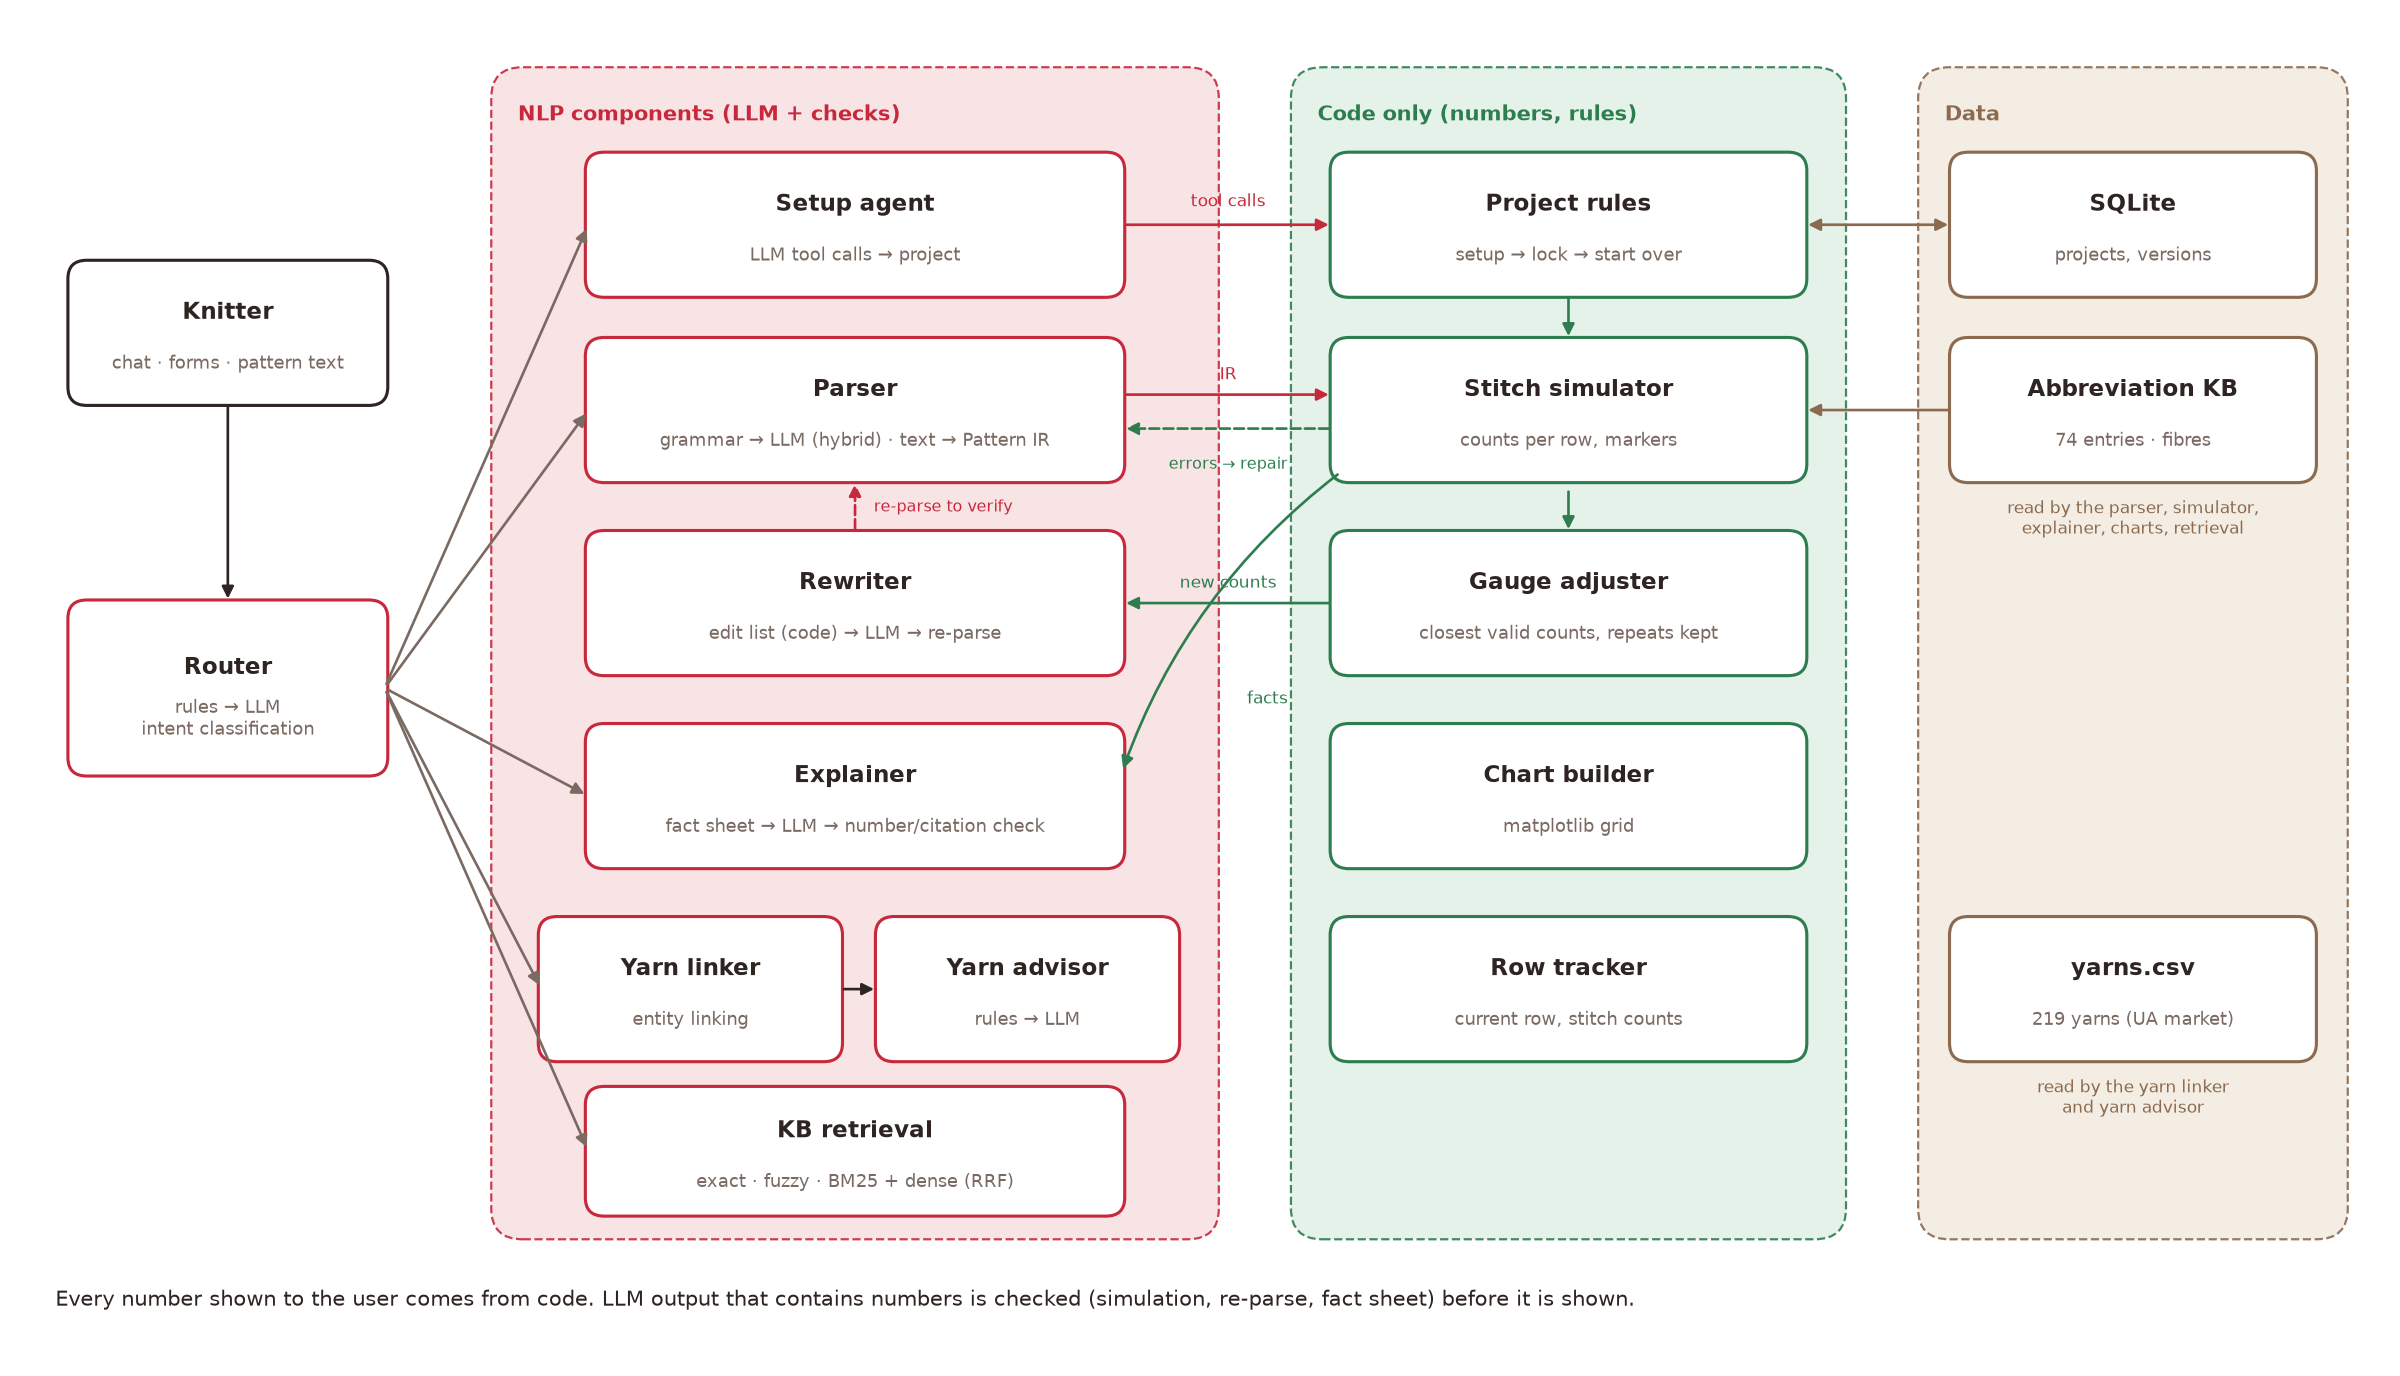 NLP components (LLM + checks)
Code only (numbers, rules)
Data
Knitter
chat · forms · pattern text
Router
rules → LLM
intent classification
Setup agent
LLM tool calls → project
tool calls
Project rules
setup → lock → start over
SQLite
projects, versions
Parser
grammar → LLM (hybrid) · text → Pattern IR
IR
errors → repair
Stitch simulator
counts per row, markers
Abbreviation KB
74 entries · fibres
read by the parser, simulator,
explainer, charts, retrieval
re-parse to verify
Rewriter
edit list (code) → LLM → re-parse
new counts
Gauge adjuster
closest valid counts, repeats kept
facts
Explainer
fact sheet → LLM → number/citation check
Chart builder
matplotlib grid
Yarn linker
entity linking
Yarn advisor
rules → LLM
Row tracker
current row, stitch counts
yarns.csv
219 yarns (UA market)
read by the yarn linker
and yarn advisor
KB retrieval
exact · fuzzy · BM25 + dense (RRF)
Every number shown to the user comes from code. LLM output that contains numbers is checked (simulation, re-parse, fact sheet) before it is shown.